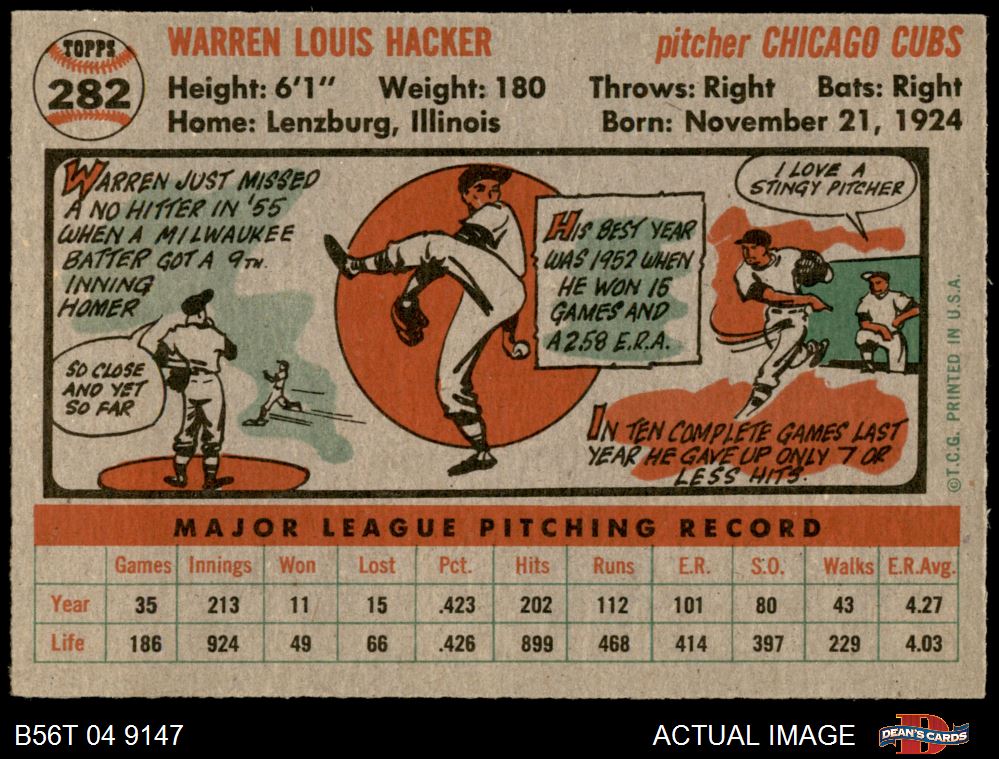 TOPPS
282
WARREN LOUIS HACKER
pitcher CHICAGO CUBS
Height: 6'1" Weight: 180 Throws: Right Bats: Right
Home: Lenzburg, Illinois Born: November 21, 1924
WARREN JUST MISSED
A NO HITTER IN '55
WHEN A MILWAUKEE
BATTER GOT A 9TH.
INNING
HOMER
SO CLOSE
AND YET
SO FAR
HIS BEST YEAR
WAS 1952 WHEN
HE WON 15
GAMES AND
A 2.58 E.R.A.
I LOVE A
STINGY PITCHER
IN TEN COMPLETE GAMES LAST
YEAR HE GAVE UP ONLY 7 OR
LESS HITS.
©T.C.G. PRINTED IN U.S.A.
MAJOR LEAGUE PITCHING RECORD
Games Innings Won Lost Pct. Hits Runs E.R. S.O. Walks E.R.Avg.
Year 35 213 11 15 .423 202 112 101 80 43 4.27
Life 186 924 49 66 .426 899 468 414 397 229 4.03
B56T 04 9147
ACTUAL IMAGE
DEAN'S CARDS